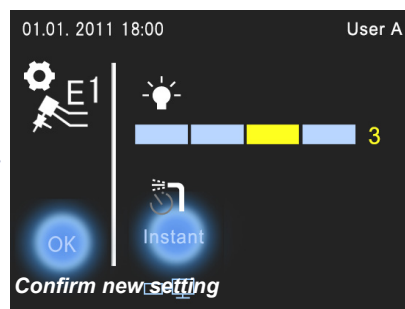 01.01. 2011 18:00 User A
E1
3
OK
Instant
Confirm new setting